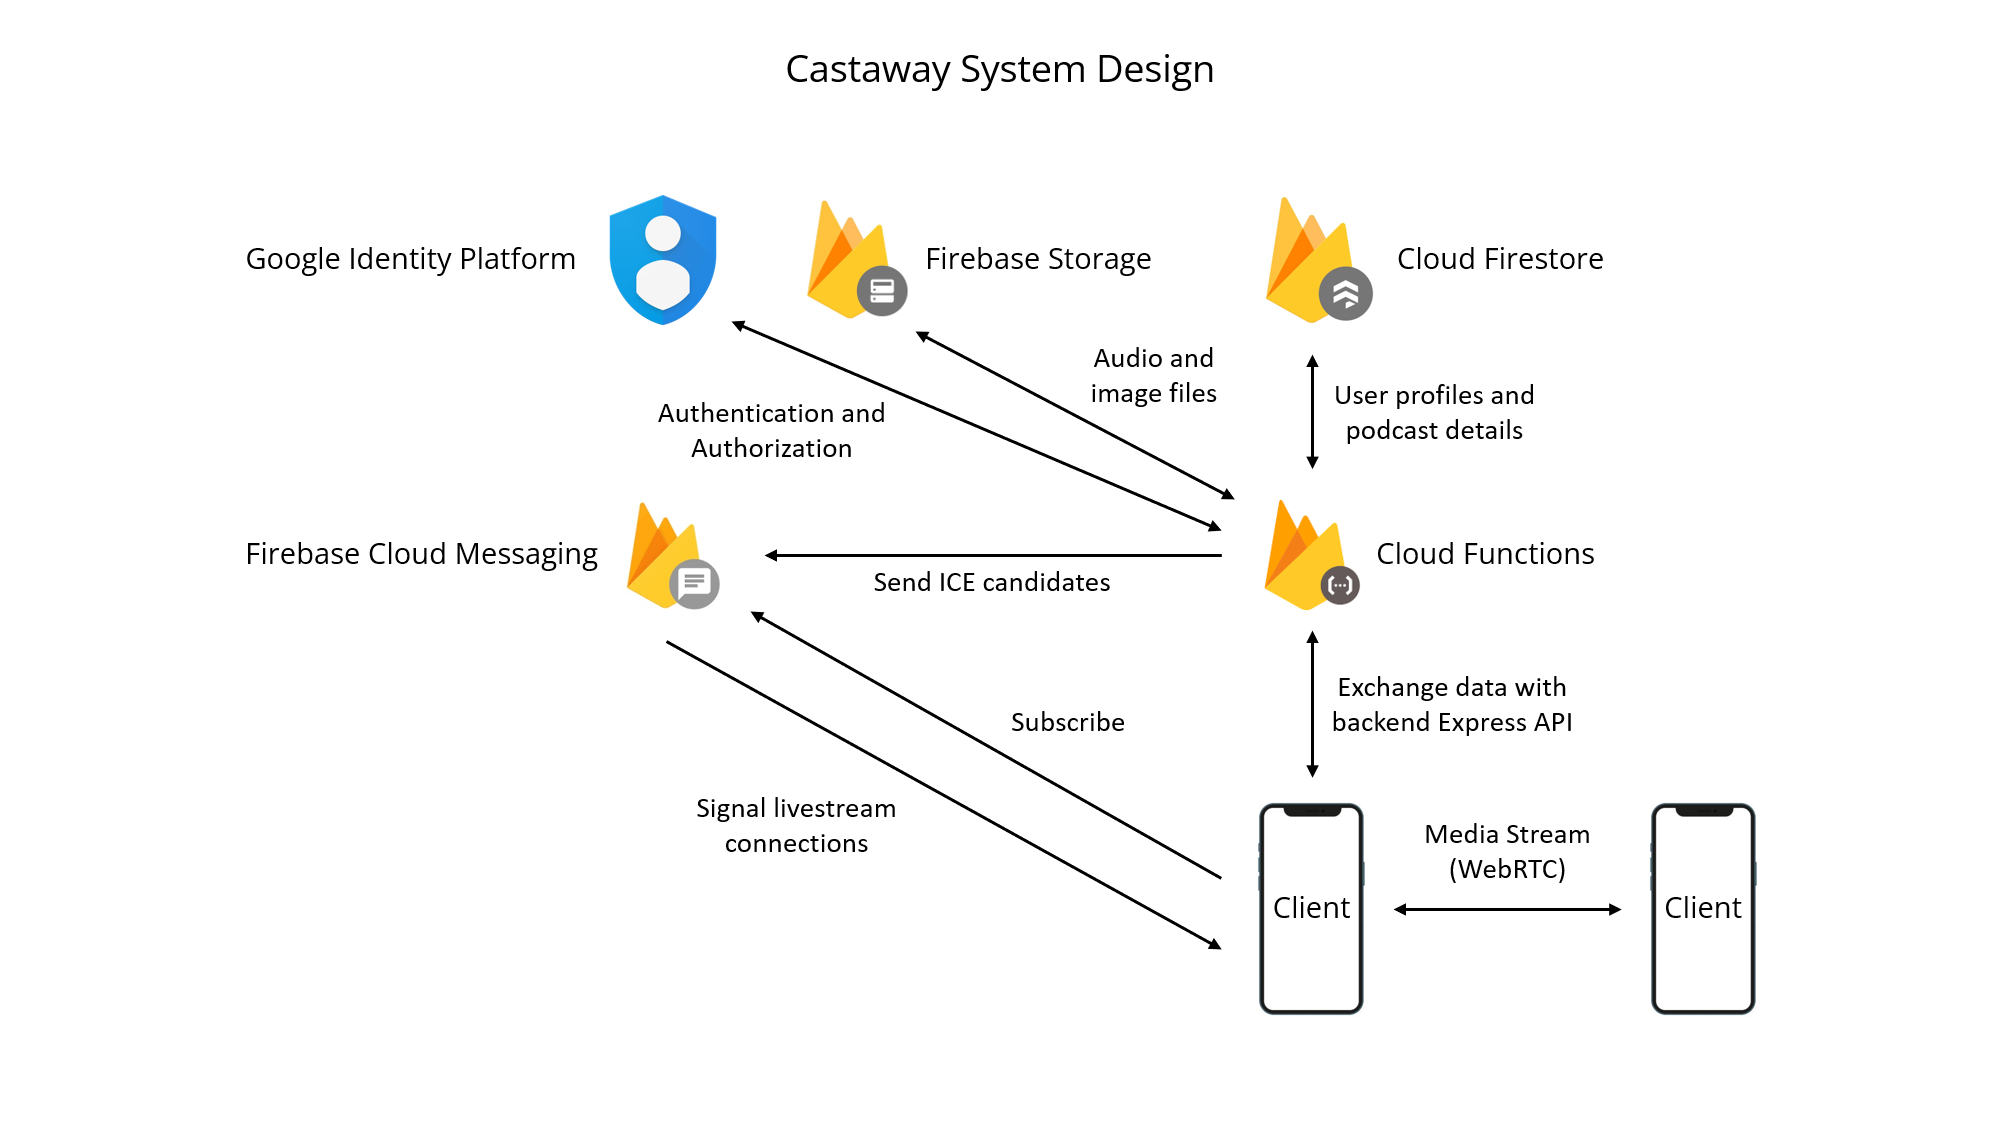 Castaway System Design
Google Identity Platform
Firebase Storage
Cloud Firestore
Audio and
image files
User profiles and
podcast details
Authentication and
Authorization
Firebase Cloud Messaging
Cloud Functions
Send ICE candidates
Exchange data with
backend Express API
Subscribe
Signal livestream
connections
Media Stream
(WebRTC)
Client
Client